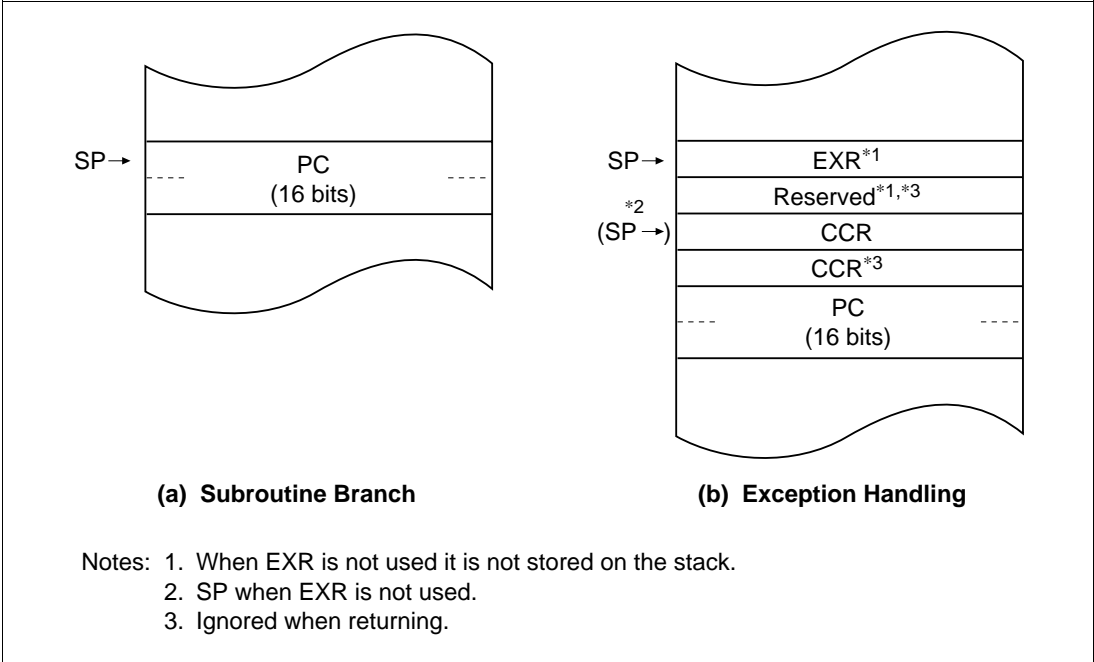 SP→
PC
(16 bits)
(a) Subroutine Branch
SP→
*2
(SP→)
EXR*1
Reserved*1,*3
CCR
CCR*3
PC
(16 bits)
(b) Exception Handling
Notes: 1. When EXR is not used it is not stored on the stack.
2. SP when EXR is not used.
3. Ignored when returning.